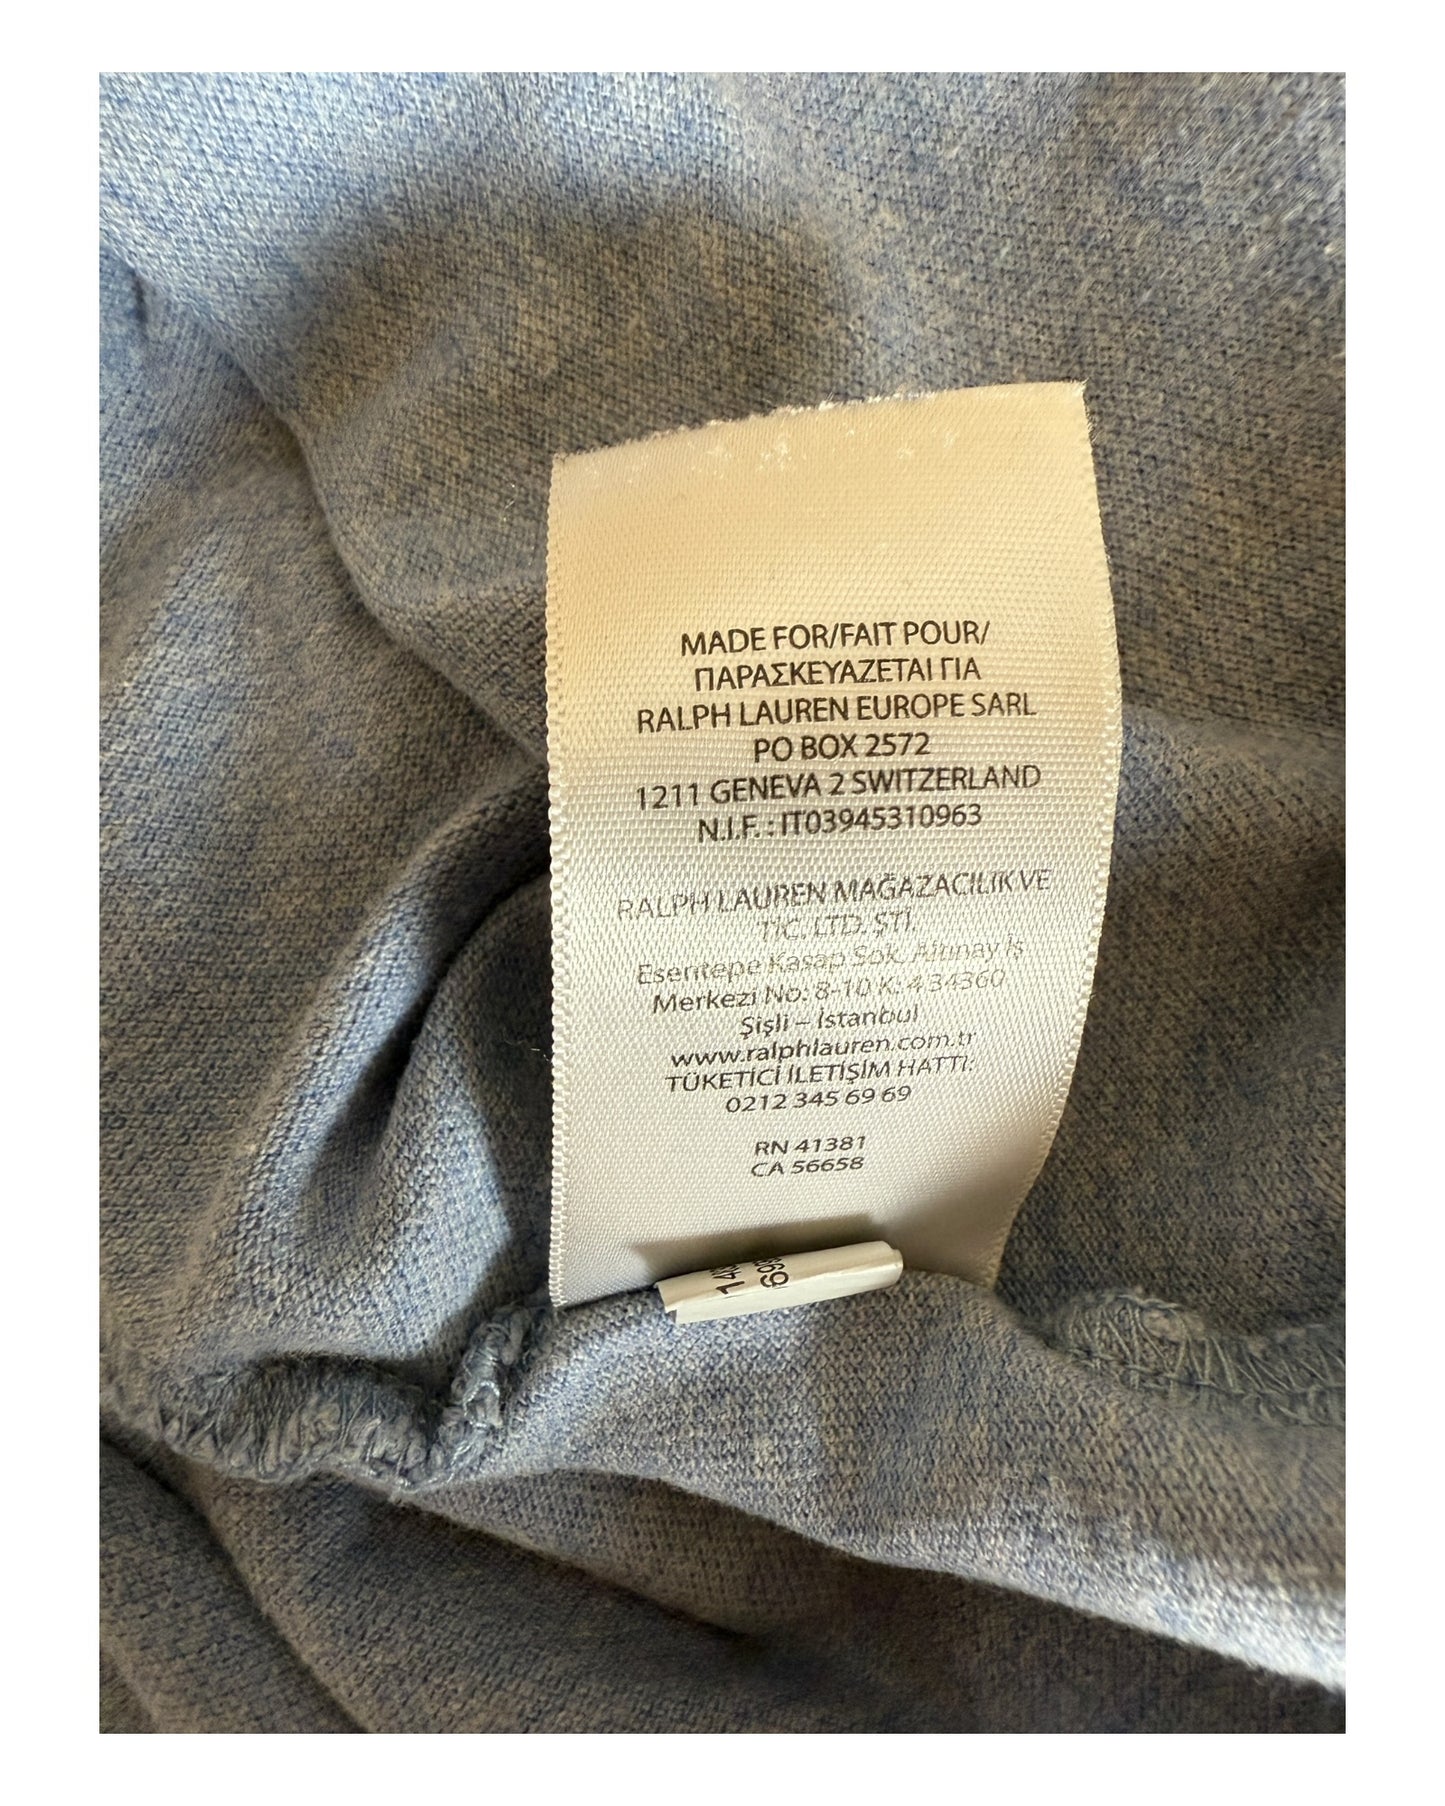 MADE FOR/FAIT POUR/
ΠΑΡΑΣΚΕΥΑΖΕΤΑΙ ΓΙΑ
RALPH LAUREN EUROPE SARL
PO BOX 2572
1211 GENEVA 2 SWITZERLAND
N.I.F. : IT03945310963
RALPH LAUREN MAĞAZACILIK VE
TİC. LTD. ŞTİ.
Esentepe Kasap Sok. Altınay İş
Merkezi No: 8-10 K: 4 34360
Şişli – İstanbul
www.ralphlauren.com.tr
TÜKETİCİ İLETİŞİM HATTI:
0212 345 69 69
RN 41381
CA 56658